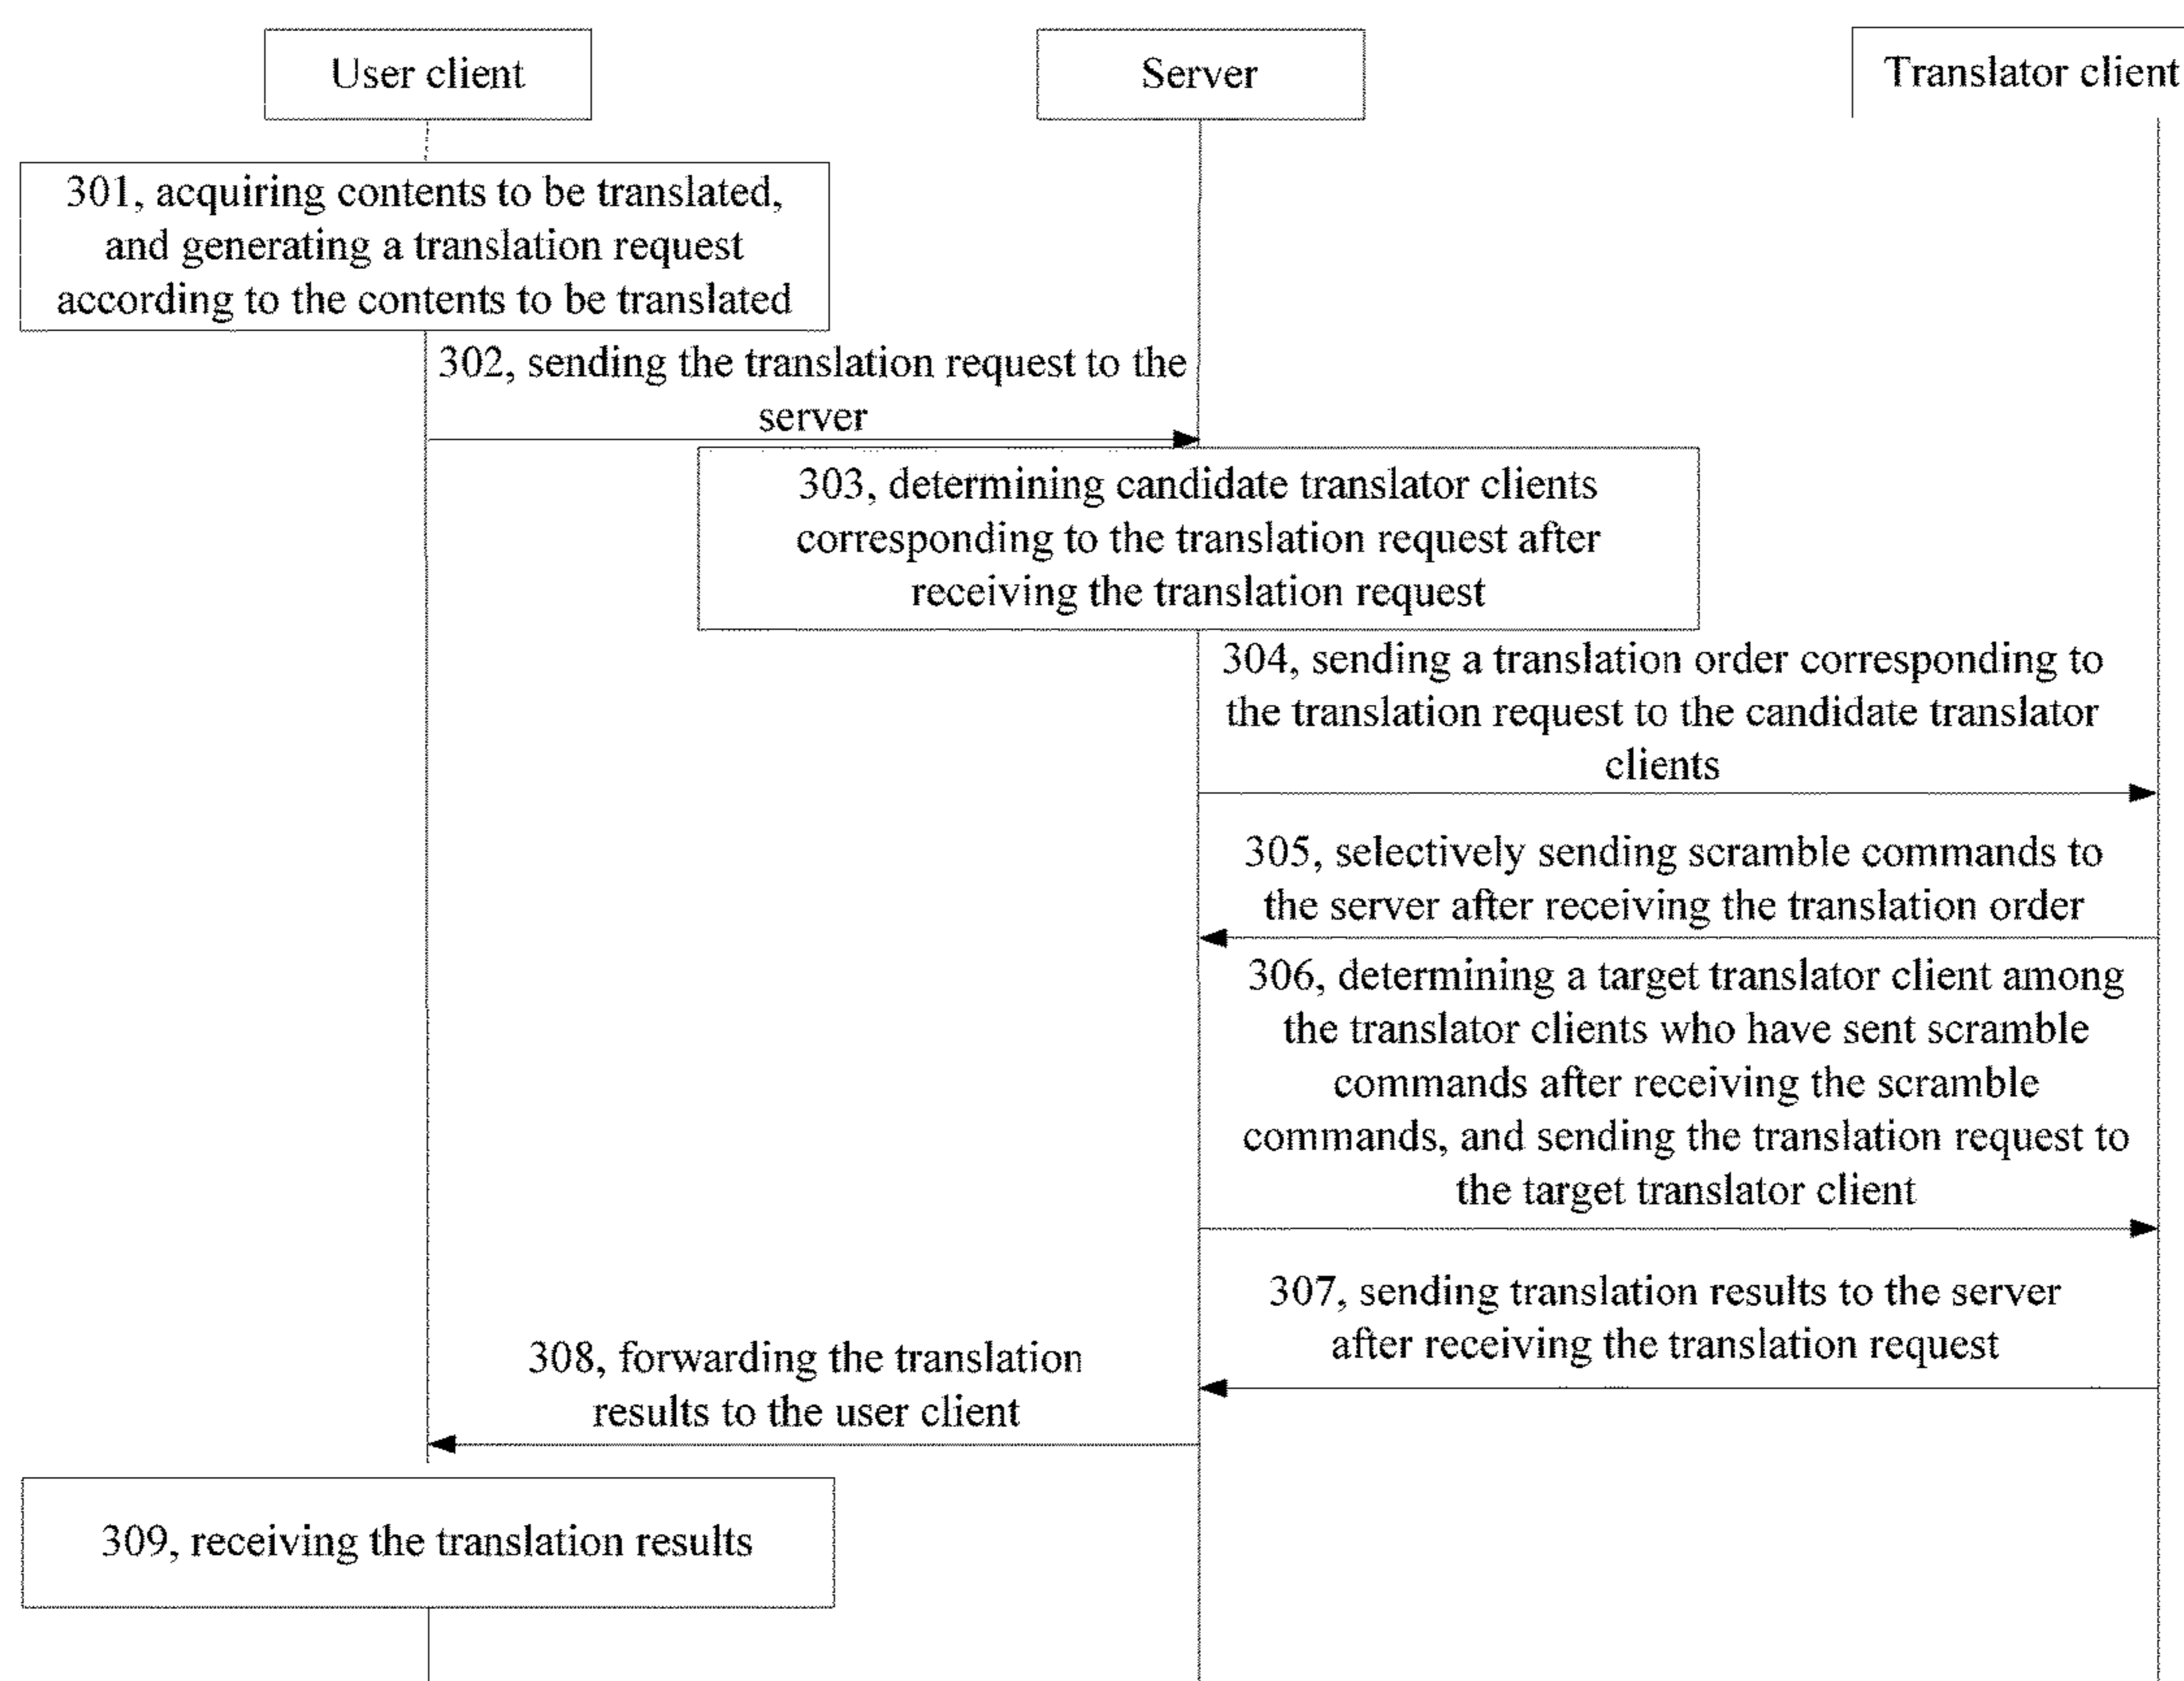 User client
Server
Translator client
301, acquiring contents to be translated,
and generating a translation request
according to the contents to be translated
302, sending the translation request to the
server
303, determining candidate translator clients
corresponding to the translation request after
receiving the translation request
304, sending a translation order corresponding to
the translation request to the candidate translator
clients
305, selectively sending scramble commands to
the server after receiving the translation order
306, determining a target translator client among
the translator clients who have sent scramble
commands after receiving the scramble
commands, and sending the translation request to
the target translator client
307, sending translation results to the server
after receiving the translation request
308, forwarding the translation
results to the user client
309, receiving the translation results